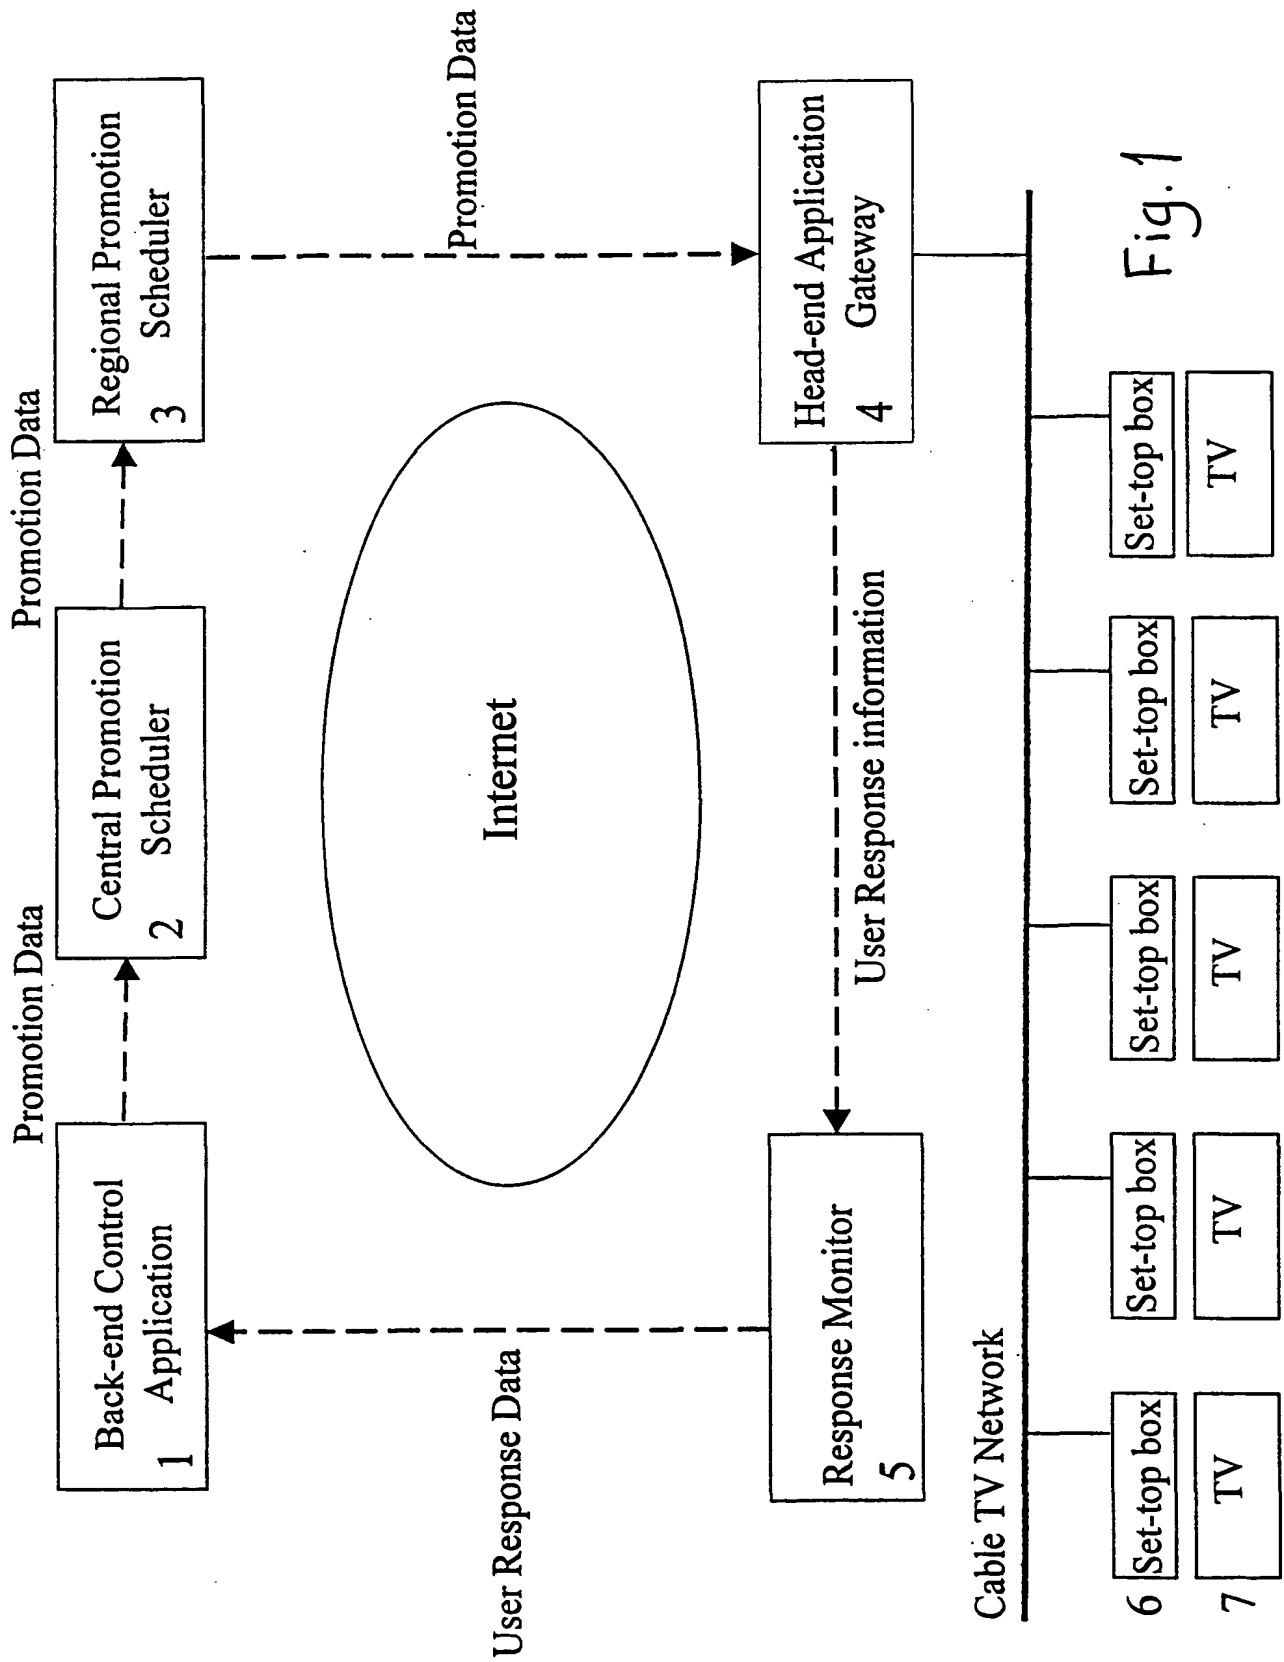 Promotion Data
Promotion Data
Back-end Control
Application
1
Central Promotion
Scheduler
2
Regional Promotion
Scheduler
3
User Response Data
Internet
Promotion Data
Response Monitor
5
User Response information
Head-end Application
Gateway
4
Cable TV Network
6
Set-top box
Set-top box
Set-top box
Set-top box
Set-top box
7
TV
TV
TV
TV
TV
Fig. 1